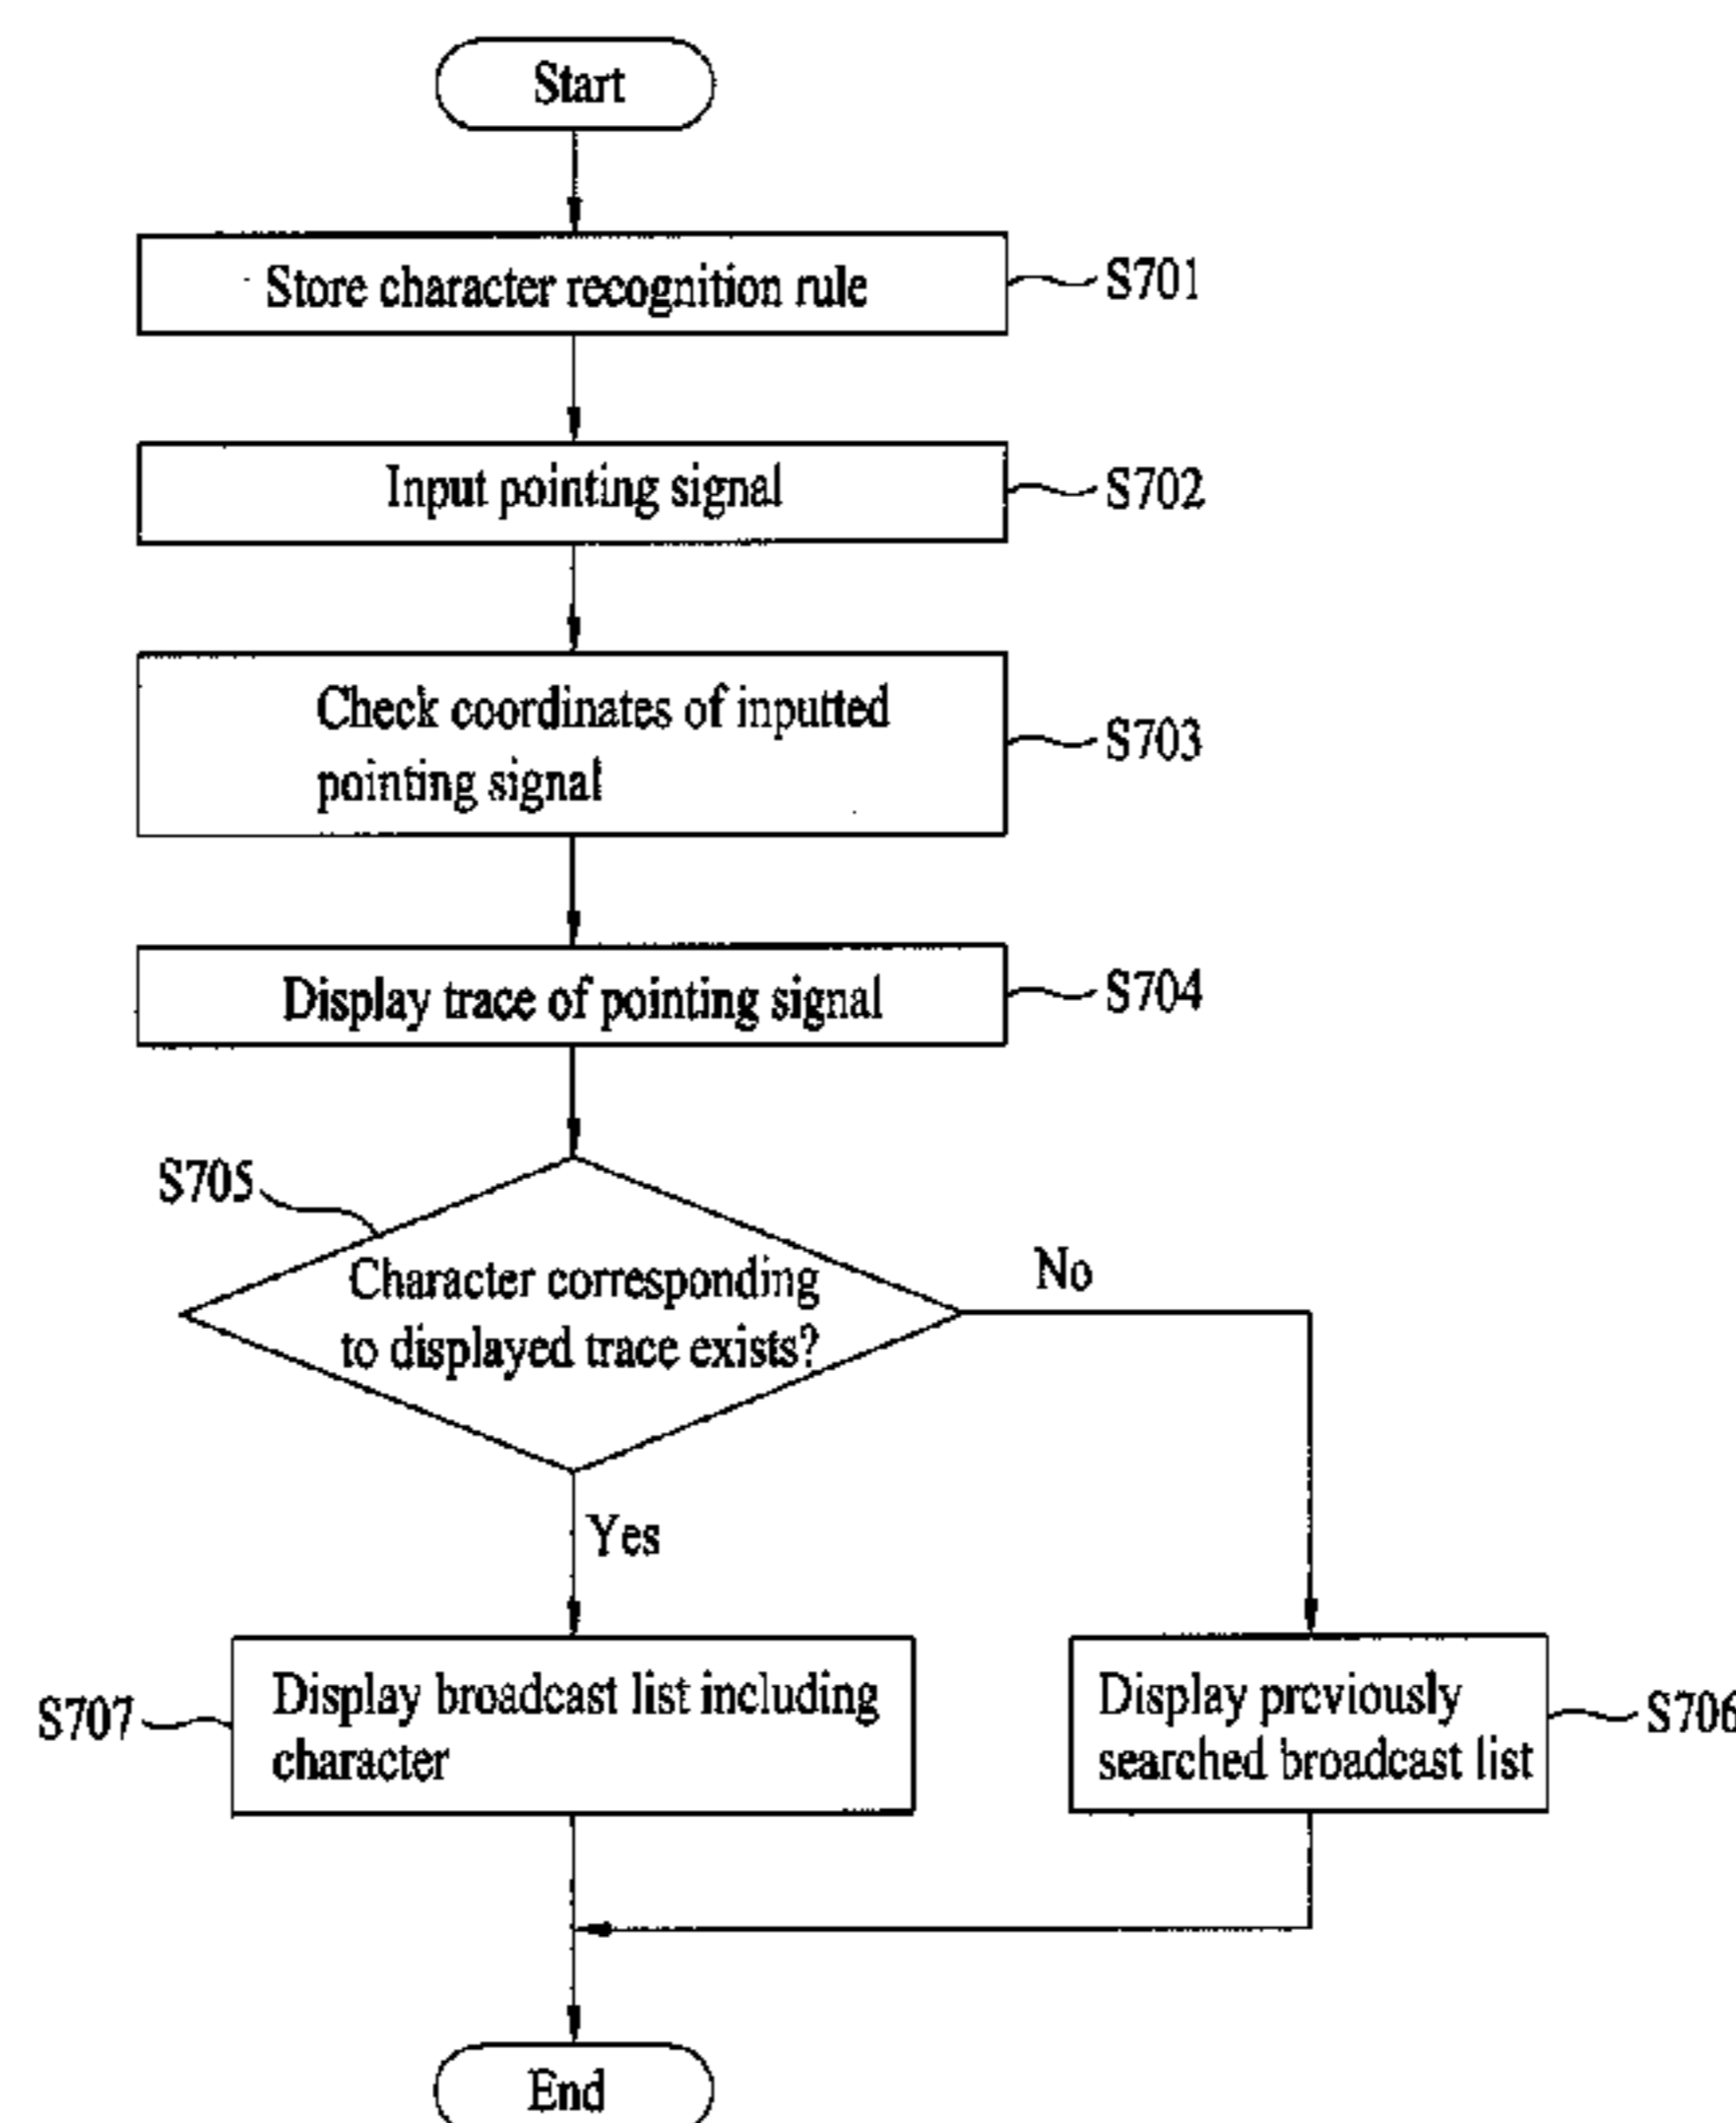 Start
Store character recognition rule
S701
Input pointing signal
S702
Check coordinates of inputted
pointing signal
S703
Display trace of pointing signal
S704
S705
Character corresponding
to displayed trace exists?
No
Yes
S707
Display broadcast list including
character
Display previously
searched broadcast list
S706
End